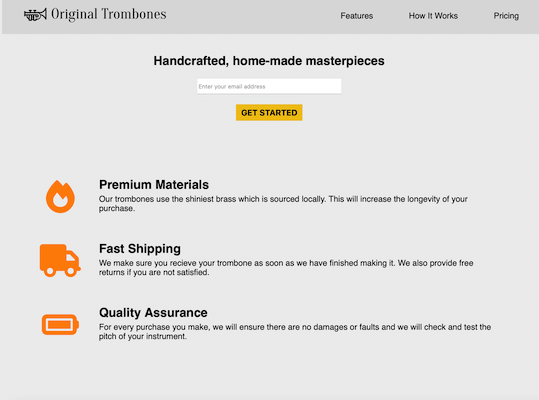 Original Trombones
Features
How It Works
Pricing
Handcrafted, home-made masterpieces
Enter your email address
GET STARTED
Premium Materials
Our trombones use the shiniest brass which is sourced locally. This will increase the longevity of your
purchase.
Fast Shipping
We make sure you recieve your trombone as soon as we have finished making it. We also provide free
returns if you are not satisfied.
Quality Assurance
For every purchase you make, we will ensure there are no damages or faults and we will check and test the
pitch of your instrument.